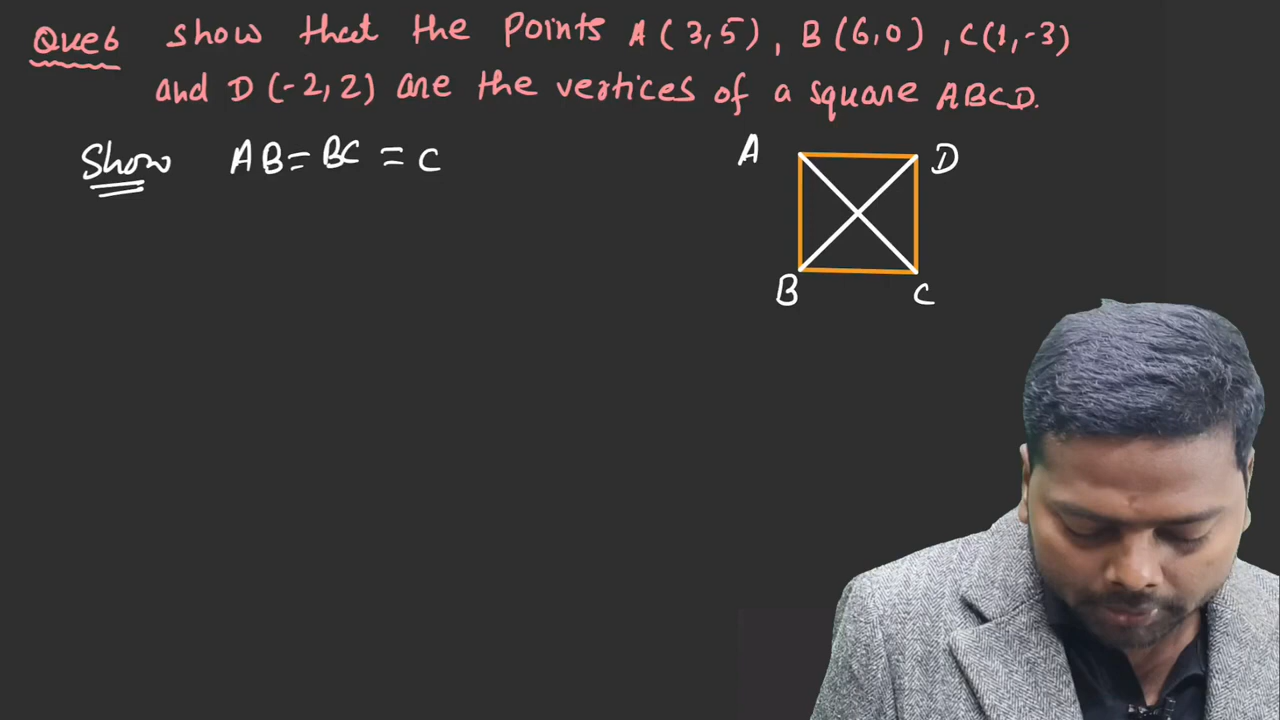 Ques show that the points A(3,5), B(6,0), C(1,-3)
and D(-2,2) are the vertices of a square ABCD.
Show AB = BC = C
A
D
B
C